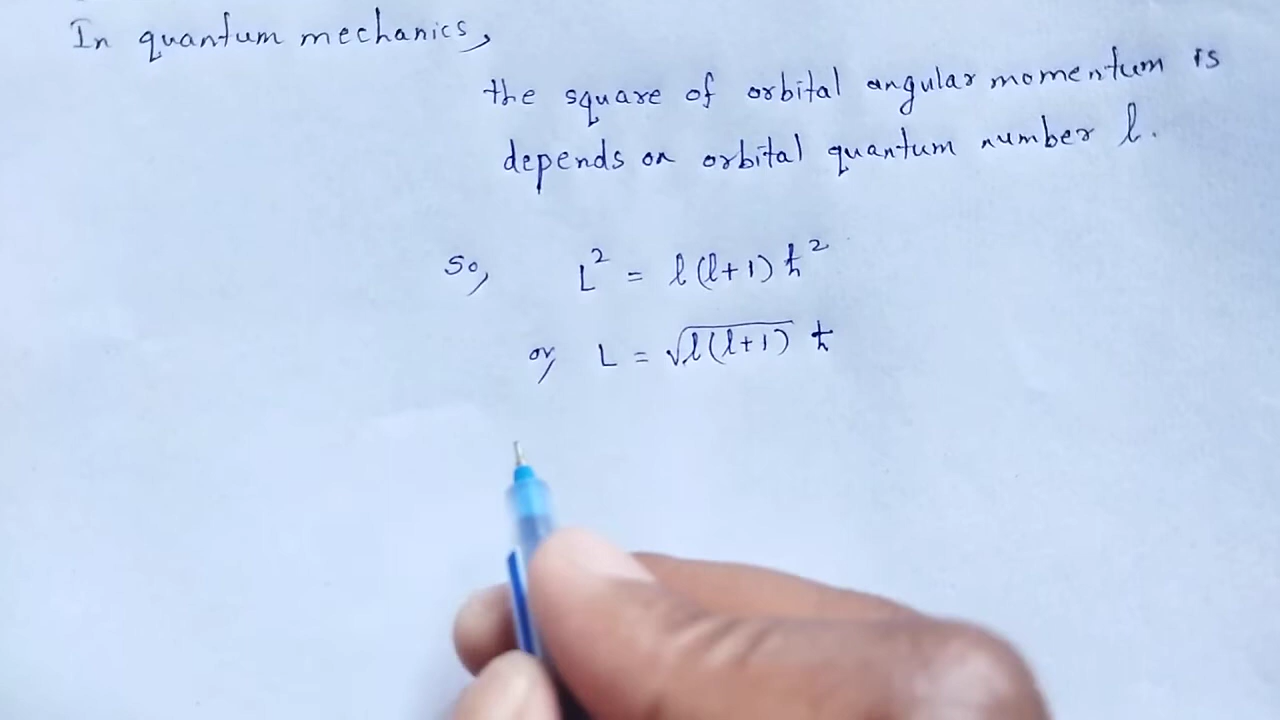 In quantum mechanics,
the square of orbital angular momentum is
depends on orbital quantum number l.
So, L² = l(l+1) ħ²
or, L = √l(l+1) ħ